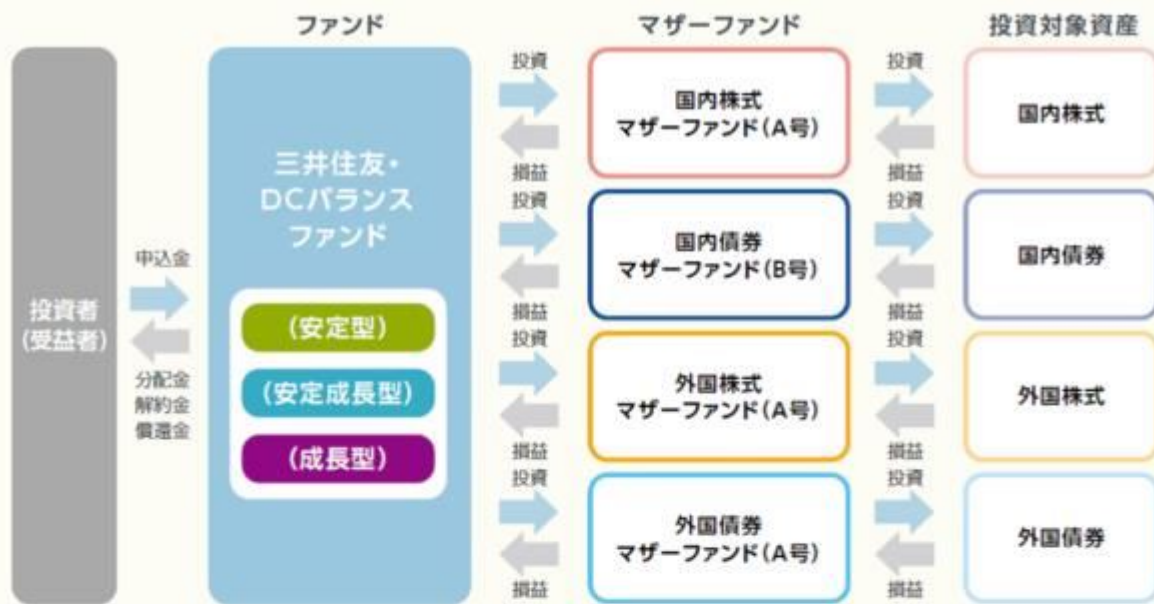 ファンド
マザーファンド
投資対象資産
投資者
(受益者)
申込金
分配金
解約金
償還金
三井住友・
DCバランス
ファンド
(安定型)
(安定成長型)
(成長型)
投資
損益
国内株式
マザーファンド(A号)
投資
損益
国内株式
投資
損益
国内債券
マザーファンド(B号)
投資
損益
国内債券
投資
損益
外国株式
マザーファンド(A号)
投資
損益
外国株式
投資
損益
外国債券
マザーファンド(A号)
投資
損益
外国債券